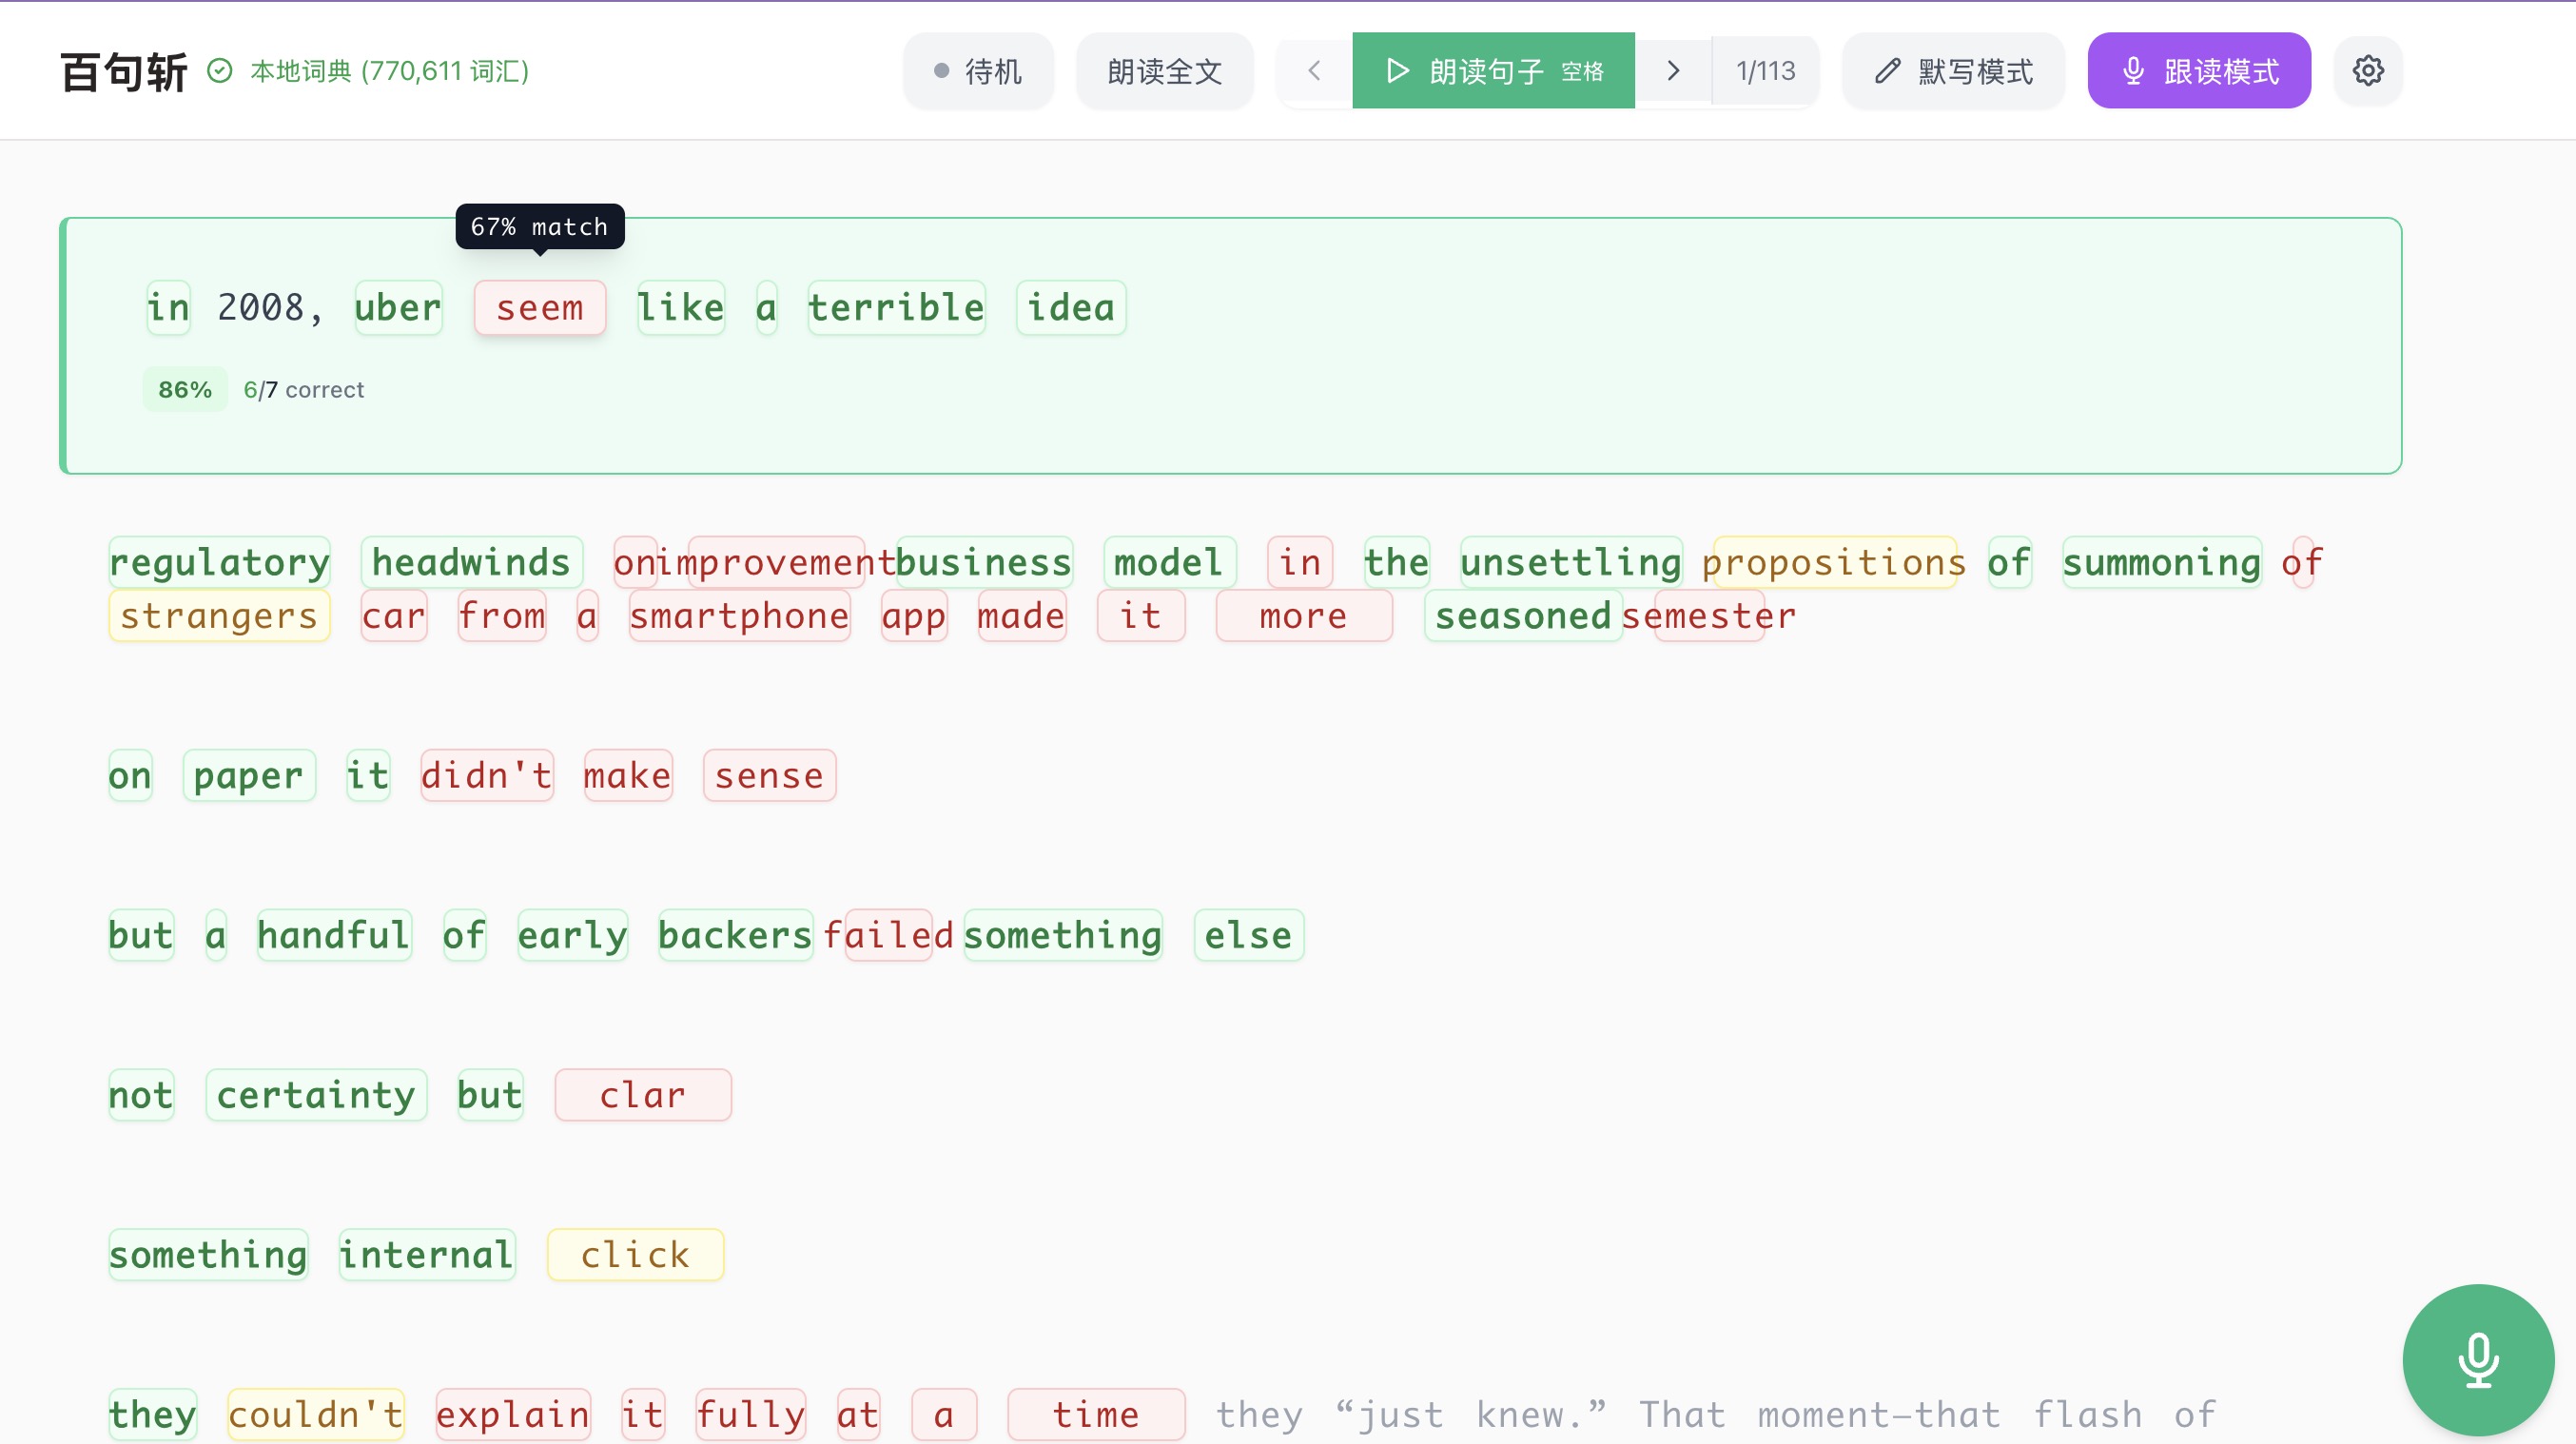 百句斩 本地词典 (770,611 词汇) 待机 朗读全文 朗读句子 空格 1/113 默写模式 跟读模式
67% match
in 2008, uber seem like a terrible idea
86% 6/7 correct
regulatory headwinds on improvement business model in the unsettling propositions of summoning of
strangers car from a smartphone app made it more seasoned semester
on paper it didn't make sense
but a handful of early backers failed something else
not certainty but clar
something internal click
they couldn't explain it fully at a time they “just knew.” That moment—that flash of